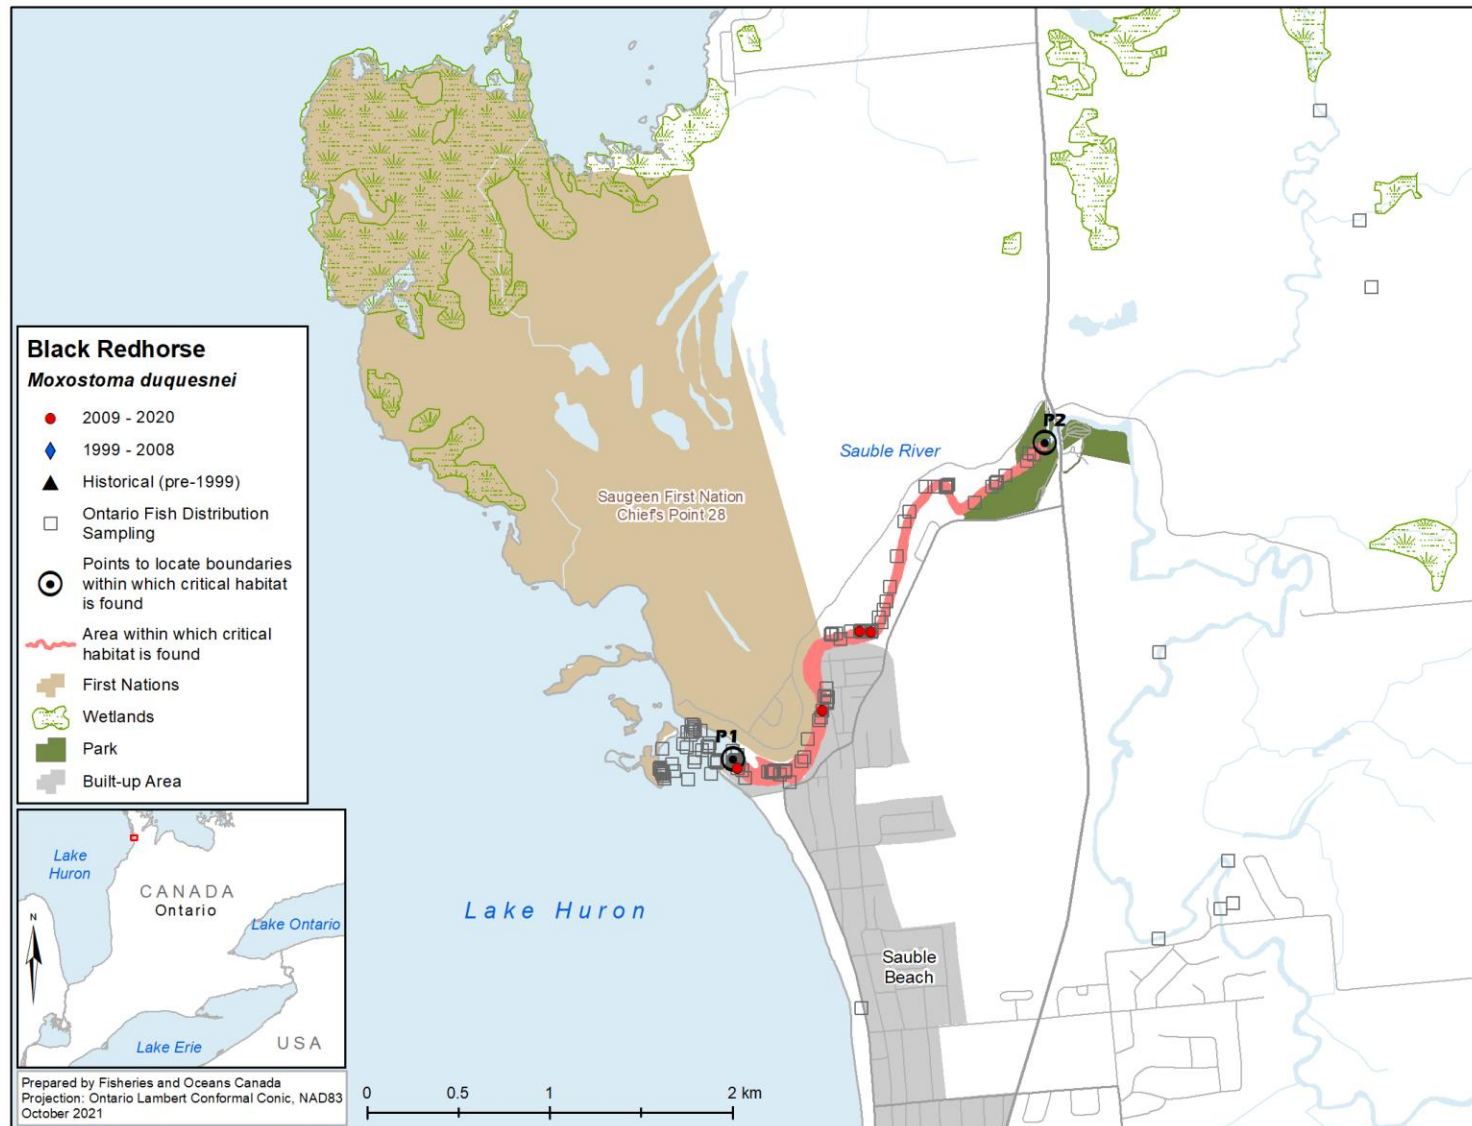 Black Redhorse
Moxostoma duquesnei
2009 - 2020
1999 - 2008
Historical (pre-1999)
Ontario Fish Distribution
Sampling
Points to locate boundaries
within which critical habitat
is found
Area within which critical
habitat is found
First Nations
Wetlands
Park
Built-up Area
Saugeen First Nation
Chief's Point 28
Sauble River
P2
P1
Lake Huron
Sauble
Beach
Lake
Huron
CANADA
Ontario
Lake Ontario
N
Lake Erie
USA
Prepared by Fisheries and Oceans Canada
Projection: Ontario Lambert Conformal Conic, NAD83
October 2021
0 0.5 1 2 km